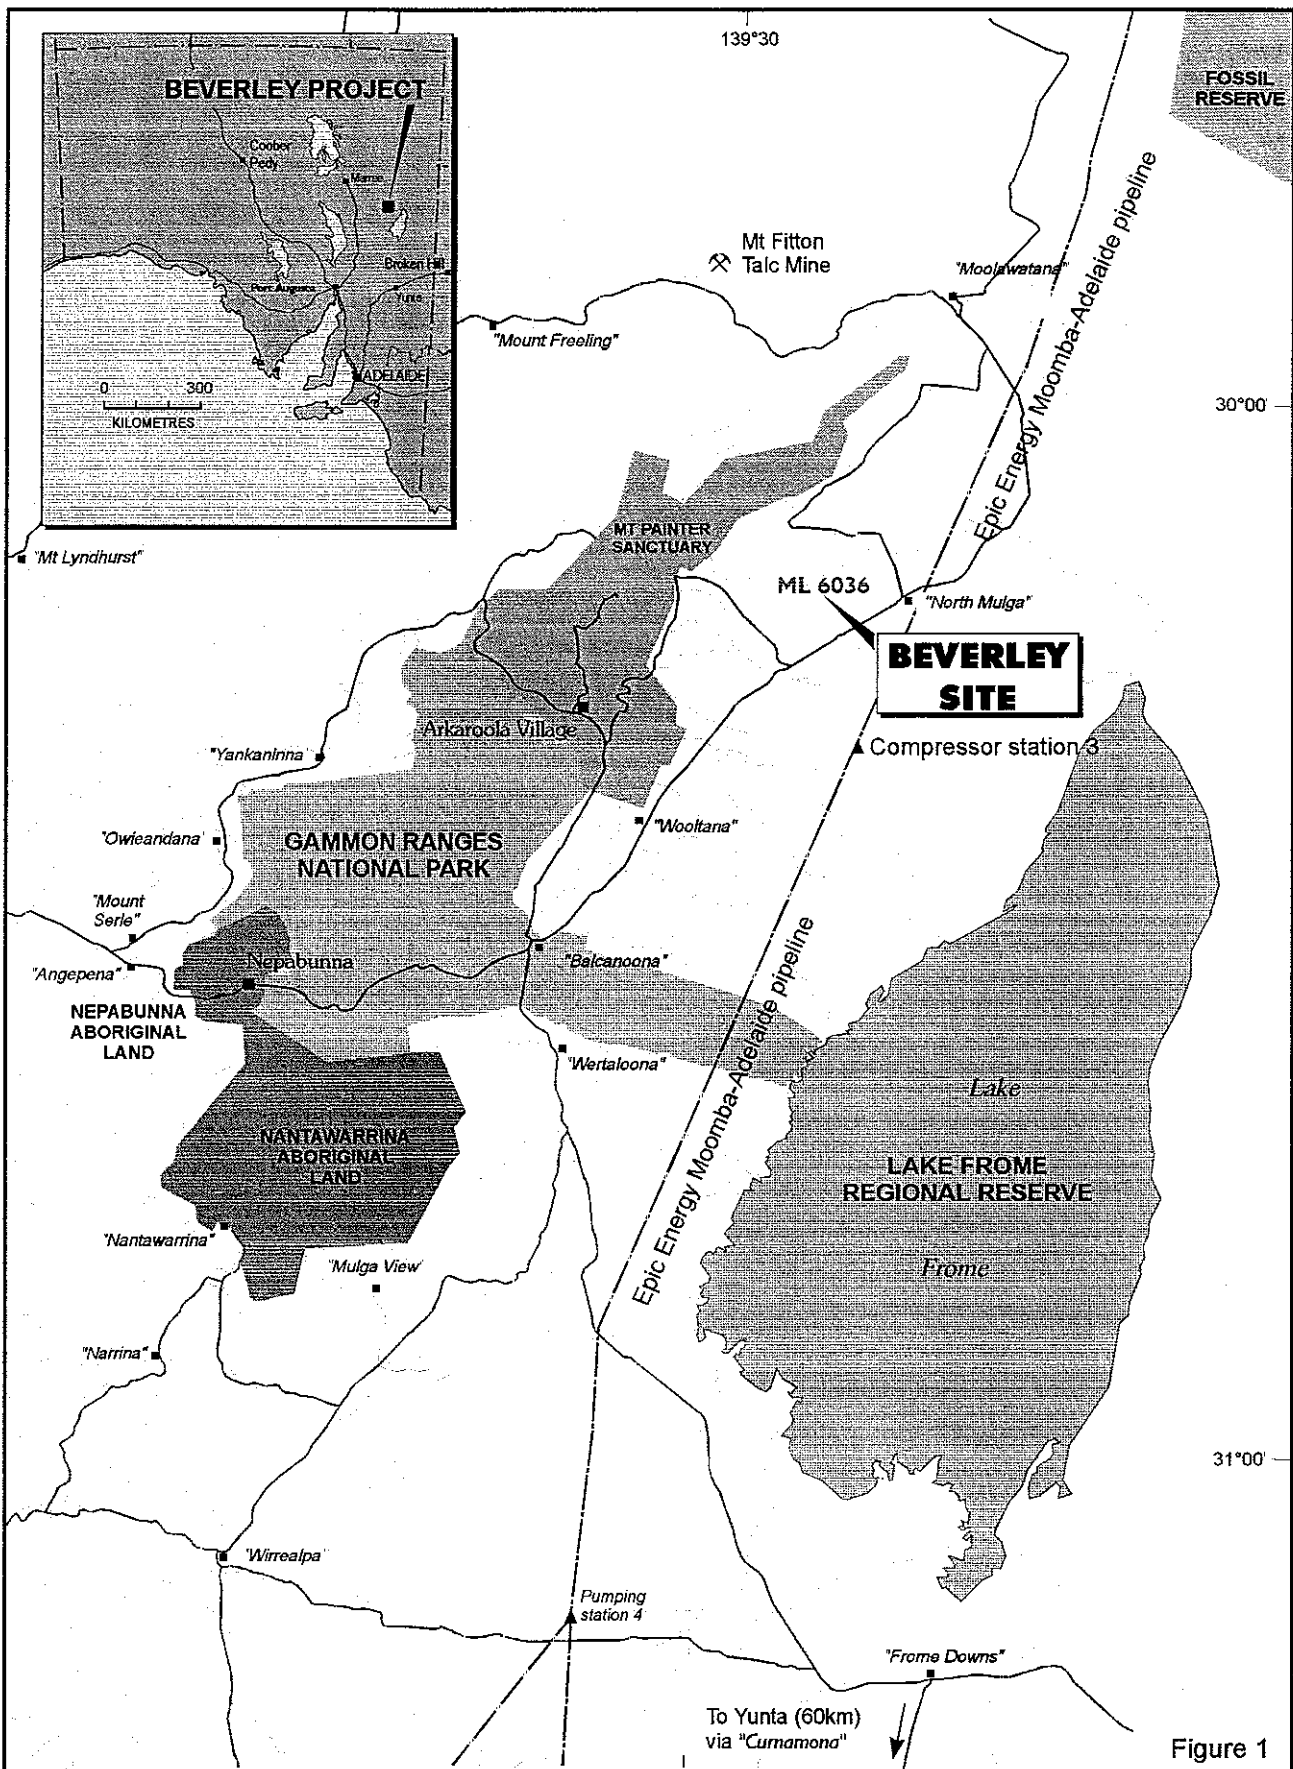 139°30
FOSSIL
RESERVE
BEVERLEY PROJECT
Coober
Pedy
Marree
Broken Hill
Port Augusta
Yunta
ADELAIDE
0 300
KILOMETRES
Epic Energy Moomba-Adelaide pipeline
Mt Fitton
Talc Mine
"Moolawatana"
"Mount Freeling"
30°00'
MT PAINTER
SANCTUARY
"Mt Lyndhurst"
ML 6036
"North Mulga"
BEVERLEY
SITE
Arkaroola Village
Compressor station 3
"Yankaninna
"Wooltana"
'Owieandana'
GAMMON RANGES
NATIONAL PARK
"Mount
Serle"
"Angepena"
Nepabunna
"Balcanoona"
NEPABUNNA
ABORIGINAL
LAND
"Wertaloona"
Epic Energy Moomba-Adelaide pipeline
Lake
NANTAWARRINA
ABORIGINAL
LAND
LAKE FROME
REGIONAL RESERVE
"Nantawarrina"
"Mulga View'
Frome
"Narrina"
31°00'
"Wirrealpa'
Pumping
station 4
"Frome Downs"
To Yunta (60km)
via "Curnamona"
Figure 1